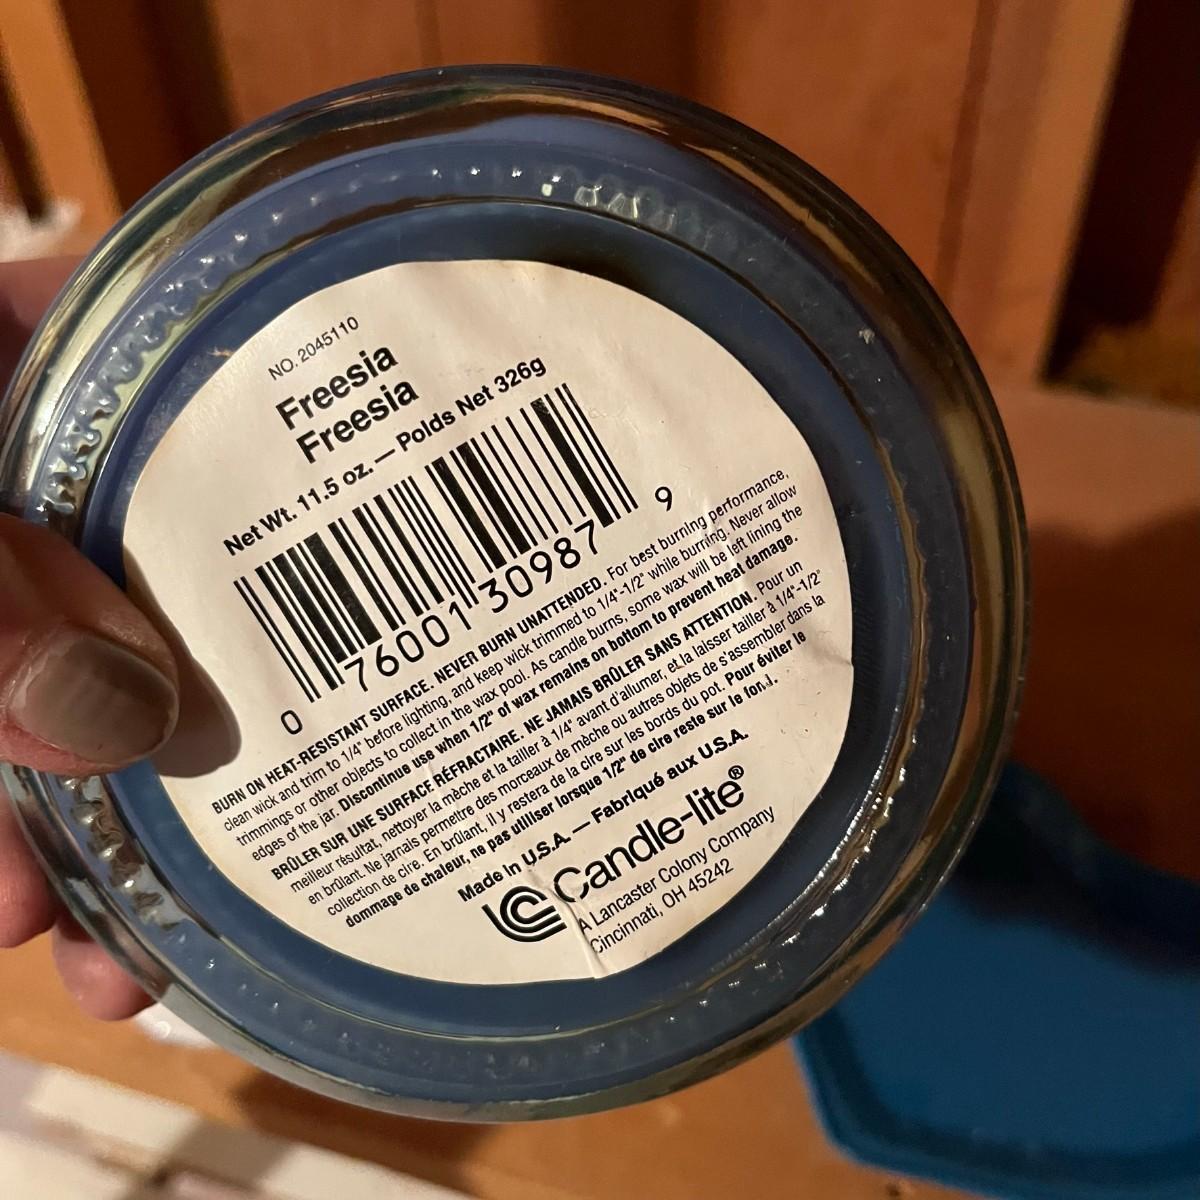 NO. 2045110
Freesia
Freesia
Net Wt. 11.5 oz. — Polds Net 326g
0 76001 30987 9
BURN ON HEAT-RESISTANT SURFACE. NEVER BURN UNATTENDED. For best burning performance,
clean wick and trim to 1/4" before lighting, and keep wick trimmed to 1/4"-1/2" while burning. Never allow
trimmings or other objects to collect in the wax pool. As candle burns, some wax will be left lining the
edges of the jar. Discontinue use when 1/2" of wax remains on bottom to prevent heat damage.
BRÛLER SUR UNE SURFACE RÉFRACTAIRE. NE JAMAIS BRÛLER SANS ATTENTION. Pour un
meilleur résultat, nettoyer la mèche et la tailler à 1/4" avant d'allumer, et la laisser tailler à 1/4"-1/2"
en brûlant. Ne jamais permettre des morceaux de mèche ou autres objets de s'assembler dans la
collection de cire. En brûlant, il y restera de la cire sur les bords du pot. Pour éviter le
dommage de chaleur, ne pas utiliser lorsque 1/2" de cire reste sur le fond.
Made in U.S.A. — Fabriqué aux U.S.A.
Candle-lite®
A Lancaster Colony Company
Cincinnati, OH 45242